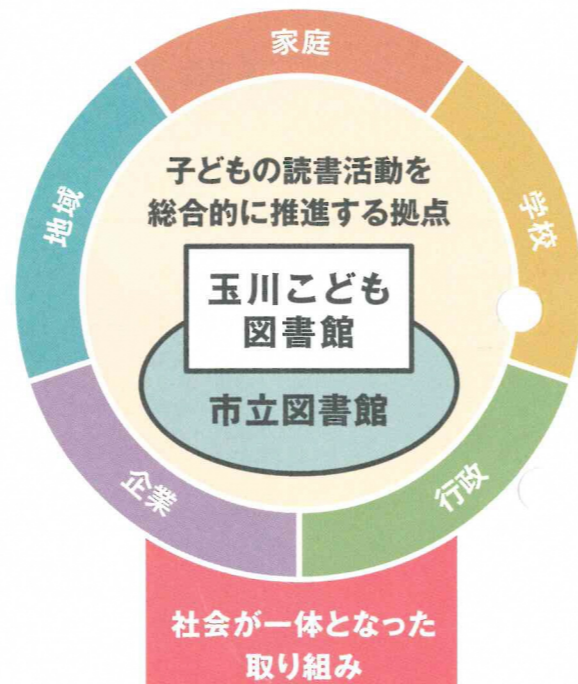 家庭
地域
学校
子どもの読書活動を
総合的に推進する拠点
玉川こども
図書館
市立図書館
企業
行政
社会が一体となった
取り組み